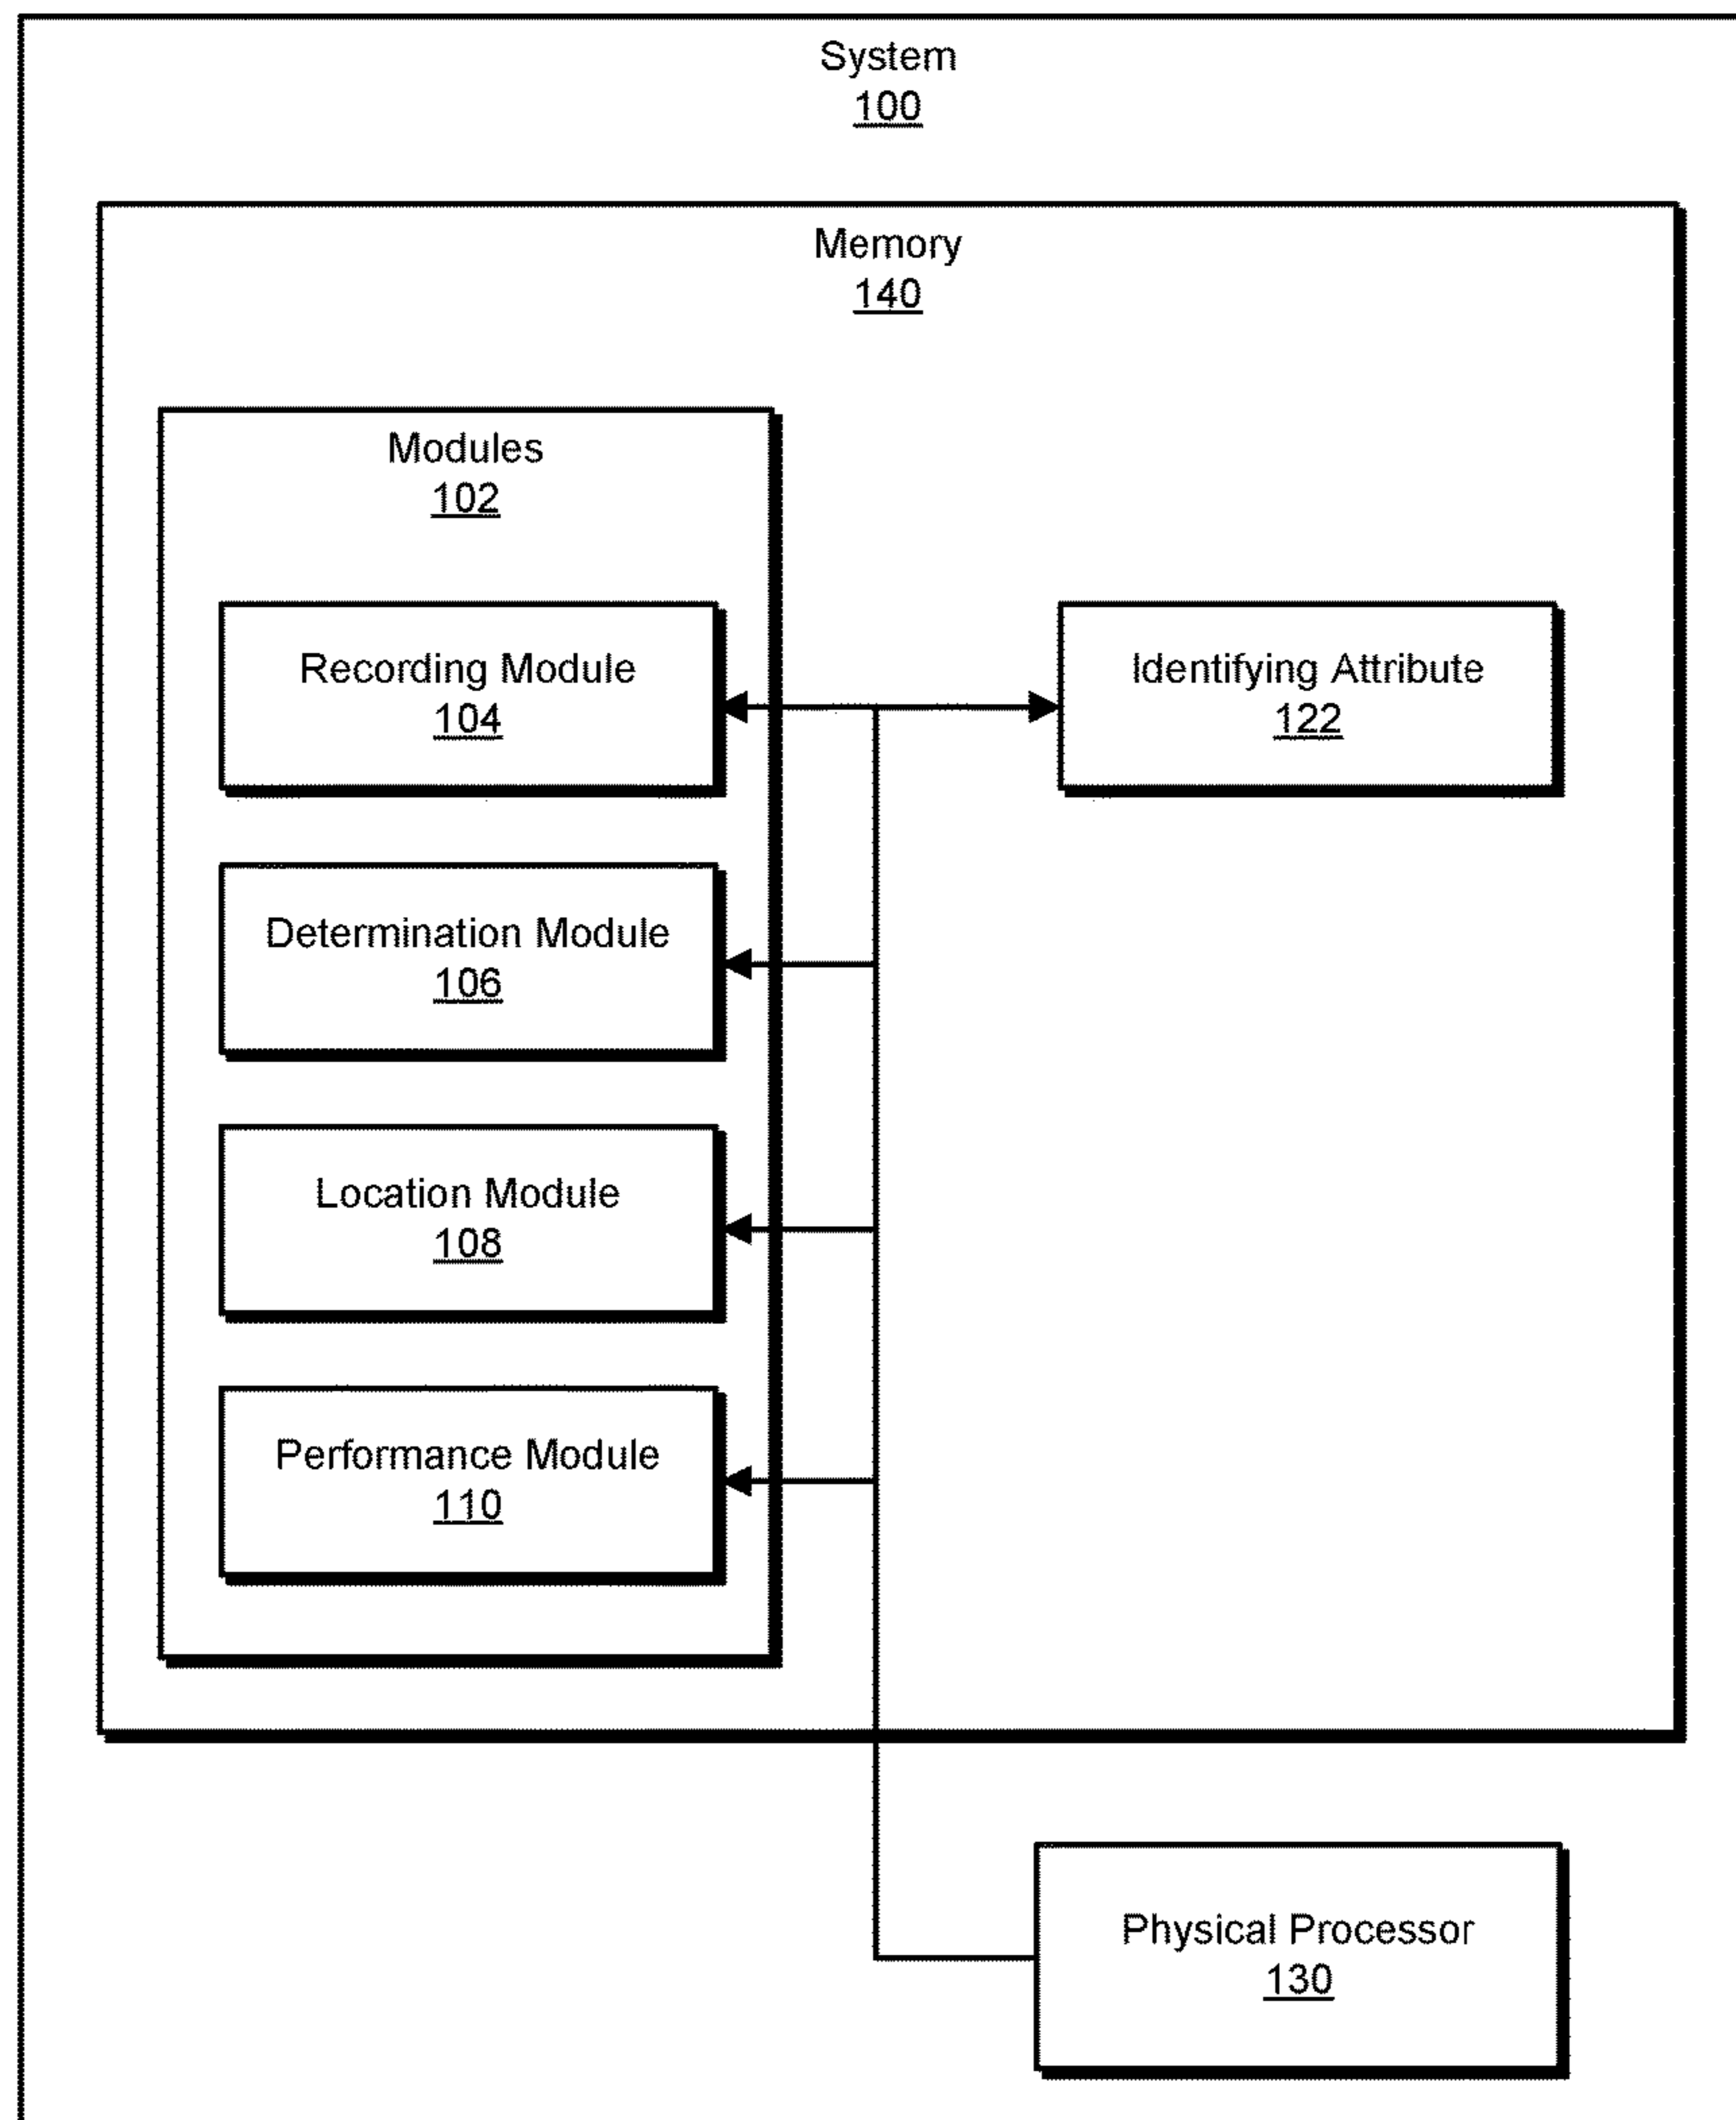 System
100
Memory
140
Modules
102
Recording Module
104
Identifying Attribute
122
Determination Module
106
Location Module
108
Performance Module
110
Physical Processor
130